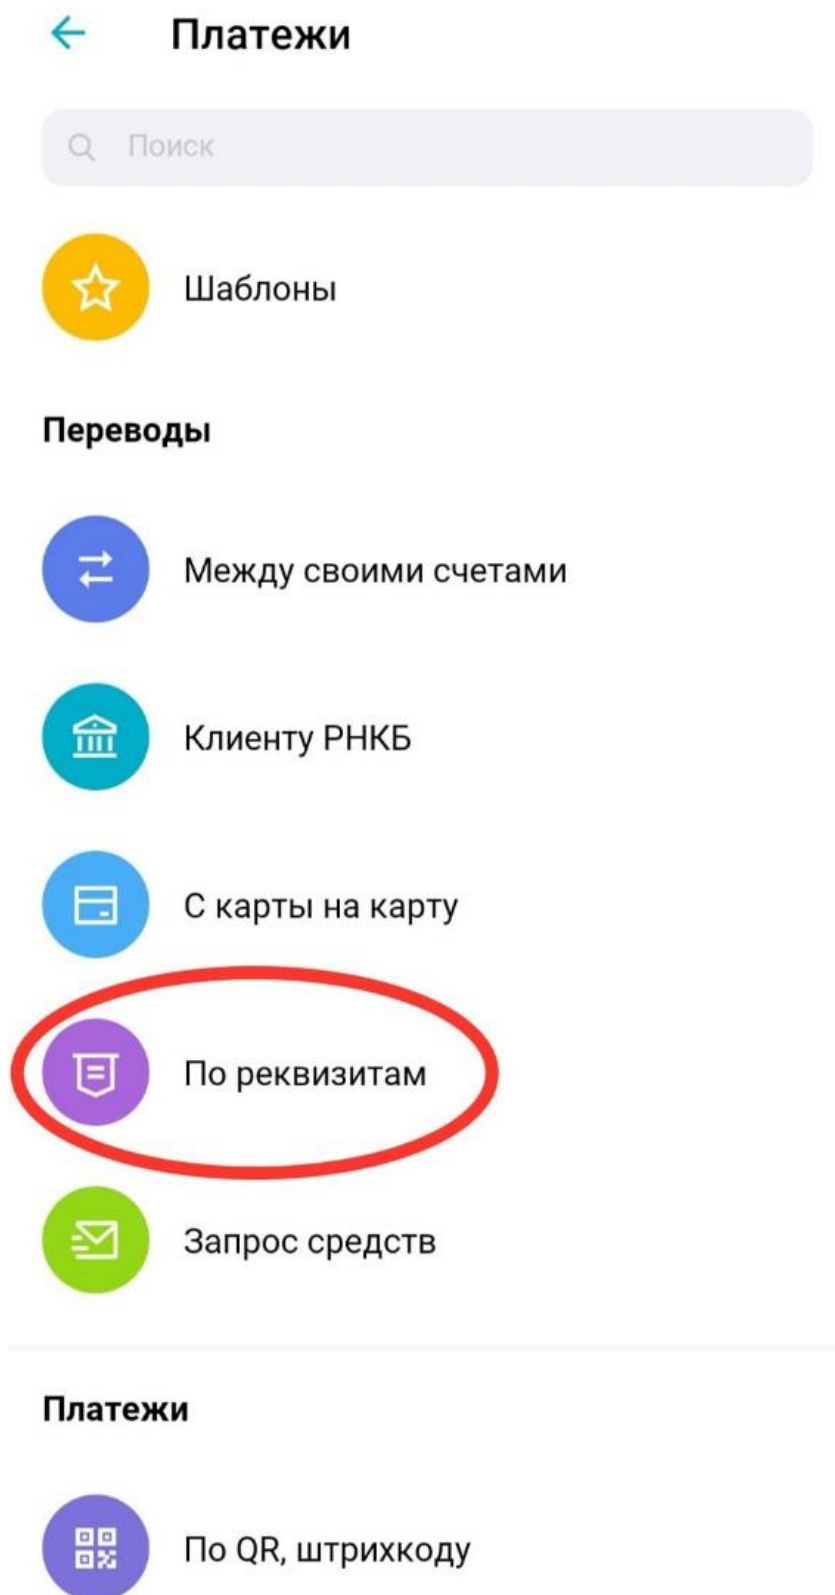 Платежи
Поиск
Шаблоны
Переводы
Между своими счетами
Клиенту РНКБ
С карты на карту
По реквизитам
Запрос средств
Платежи
По QR, штрихкоду